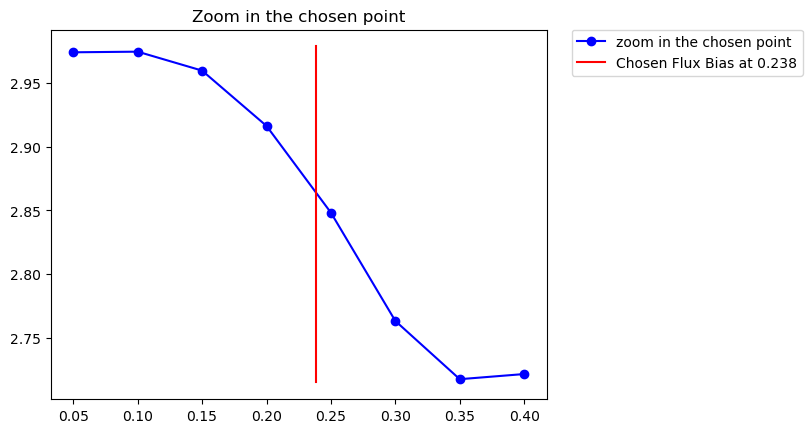 Zoom in the chosen point
zoom in the chosen point
Chosen Flux Bias at 0.238
2.95
2.90
2.85
2.80
2.75
0.05 0.10 0.15 0.20 0.25 0.30 0.35 0.40